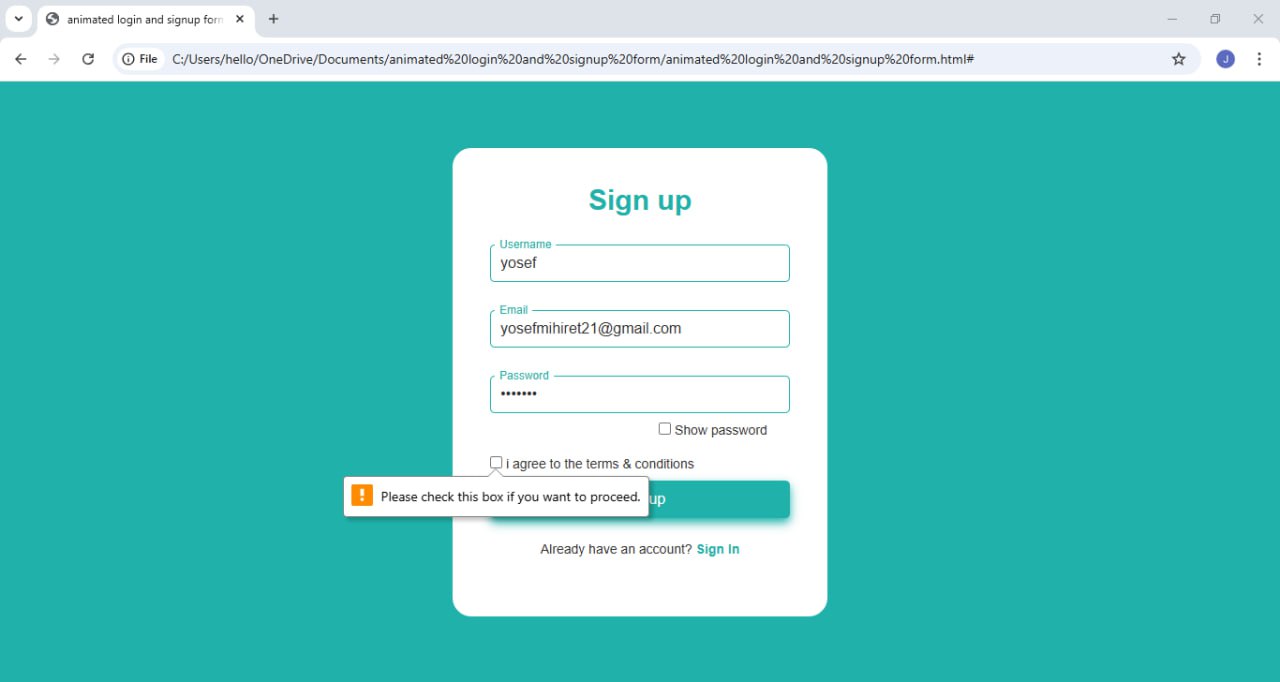 animated login and signup form
File C:/Users/hello/OneDrive/Documents/animated%20login%20and%20signup%20form/animated%20login%20and%20signup%20form.html#
J
Sign up
Username
yosef
Email
yosefmihiret21@gmail.com
Password
•••••••
Show password
i agree to the terms & conditions
Please check this box if you want to proceed.
up
Already have an account? Sign In